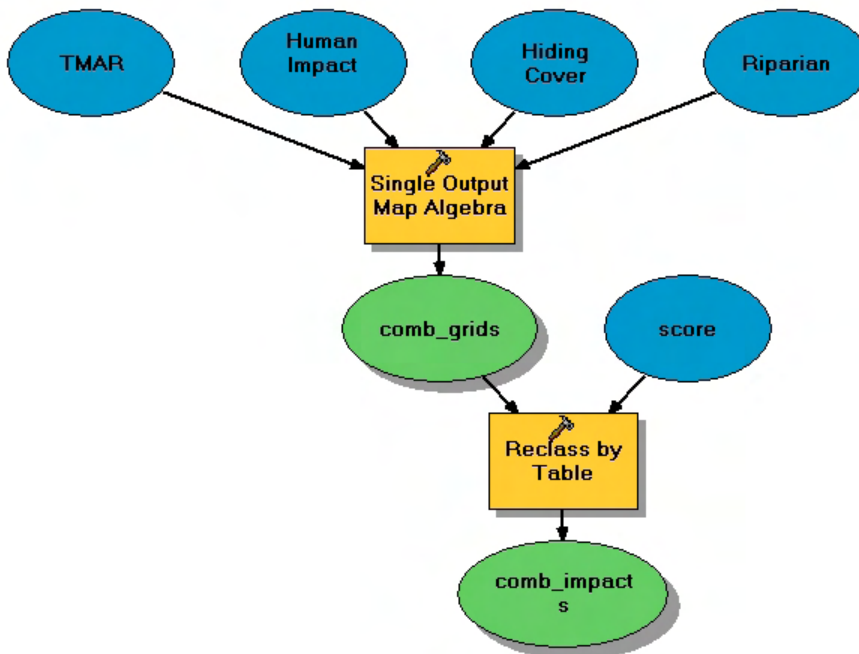 TMAR
Human
Impact
Hiding
Cover
Riparian
Single Output
Map Algebra
comb_grids
score
Reclass by
Table
comb_impact
s